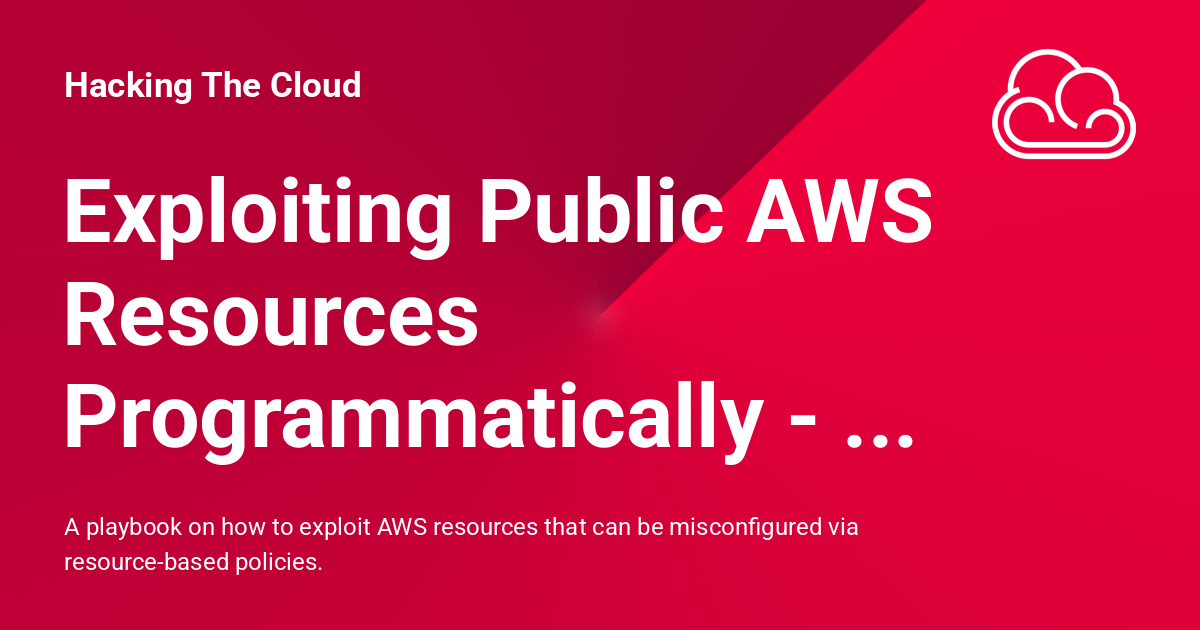 Hacking The Cloud
Exploiting Public AWS
Resources
Programmatically - ...
A playbook on how to exploit AWS resources that can be misconfigured via
resource-based policies.